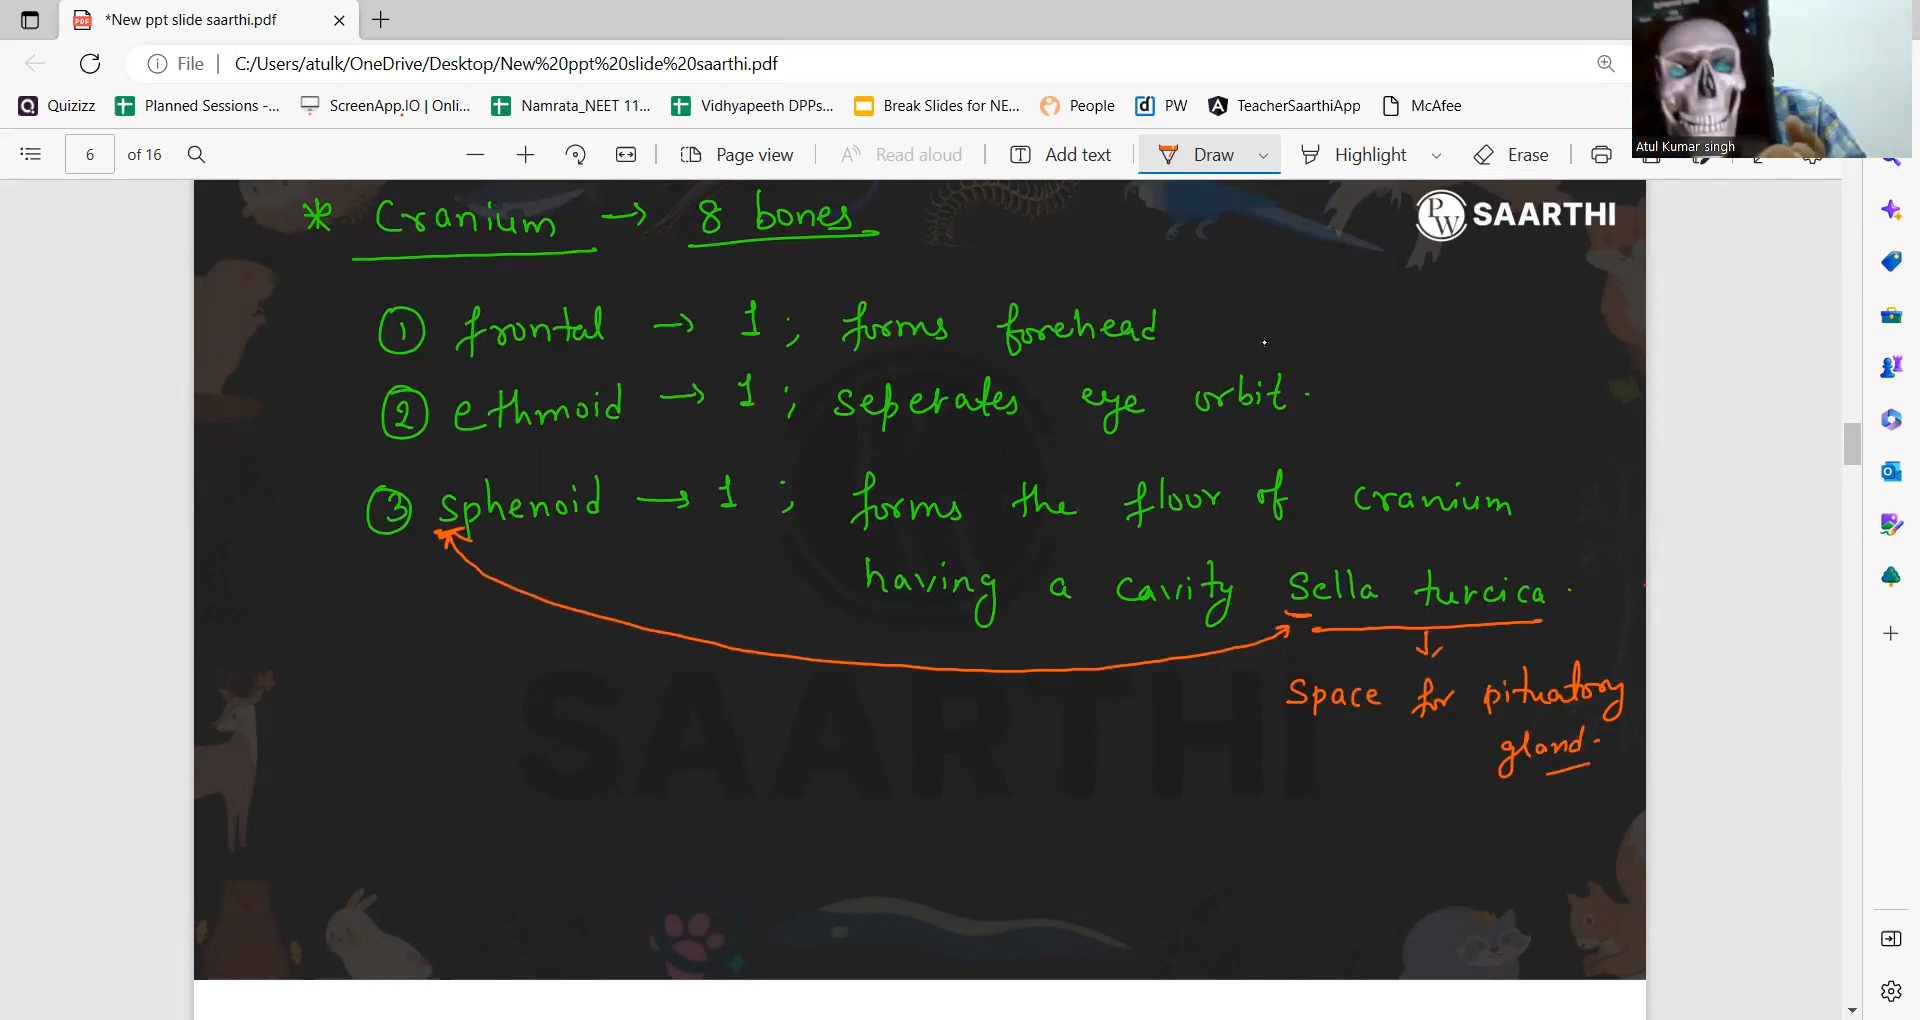 *New ppt slide saarthi.pdf
File C:/Users/atulk/OneDrive/Desktop/New%20ppt%20slide%20saarthi.pdf
Quizizz Planned Sessions -... ScreenApp.IO | Onli... Namrata_NEET 11... Vidhyapeeth DPPs... Break Slides for NE... People PW TeacherSaarthiApp McAfee
6 of 16 Page view Read aloud Add text Draw Highlight Erase
Atul Kumar singh
* Cranium → 8 bones
PW SAARTHI
① frontal → 1 ; forms forehead
② ethmoid → 1 ; seperates eye orbit.
③ sphenoid → 1 ; forms the floor of cranium
having a cavity Sella turcica.
Space for pituatory
gland.
SAARTHI